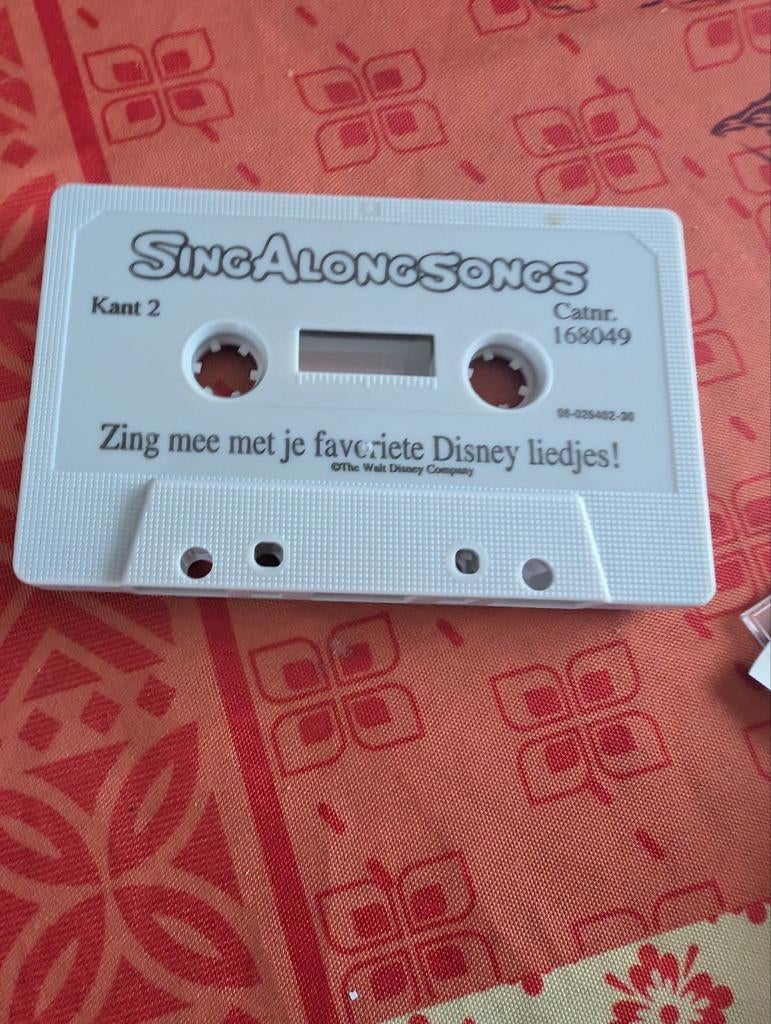 SingAlongSongs
Kant 2
Catnr.
168049
08-026402-30
Zing mee met je favoriete Disney liedjes!
©The Walt Disney Company